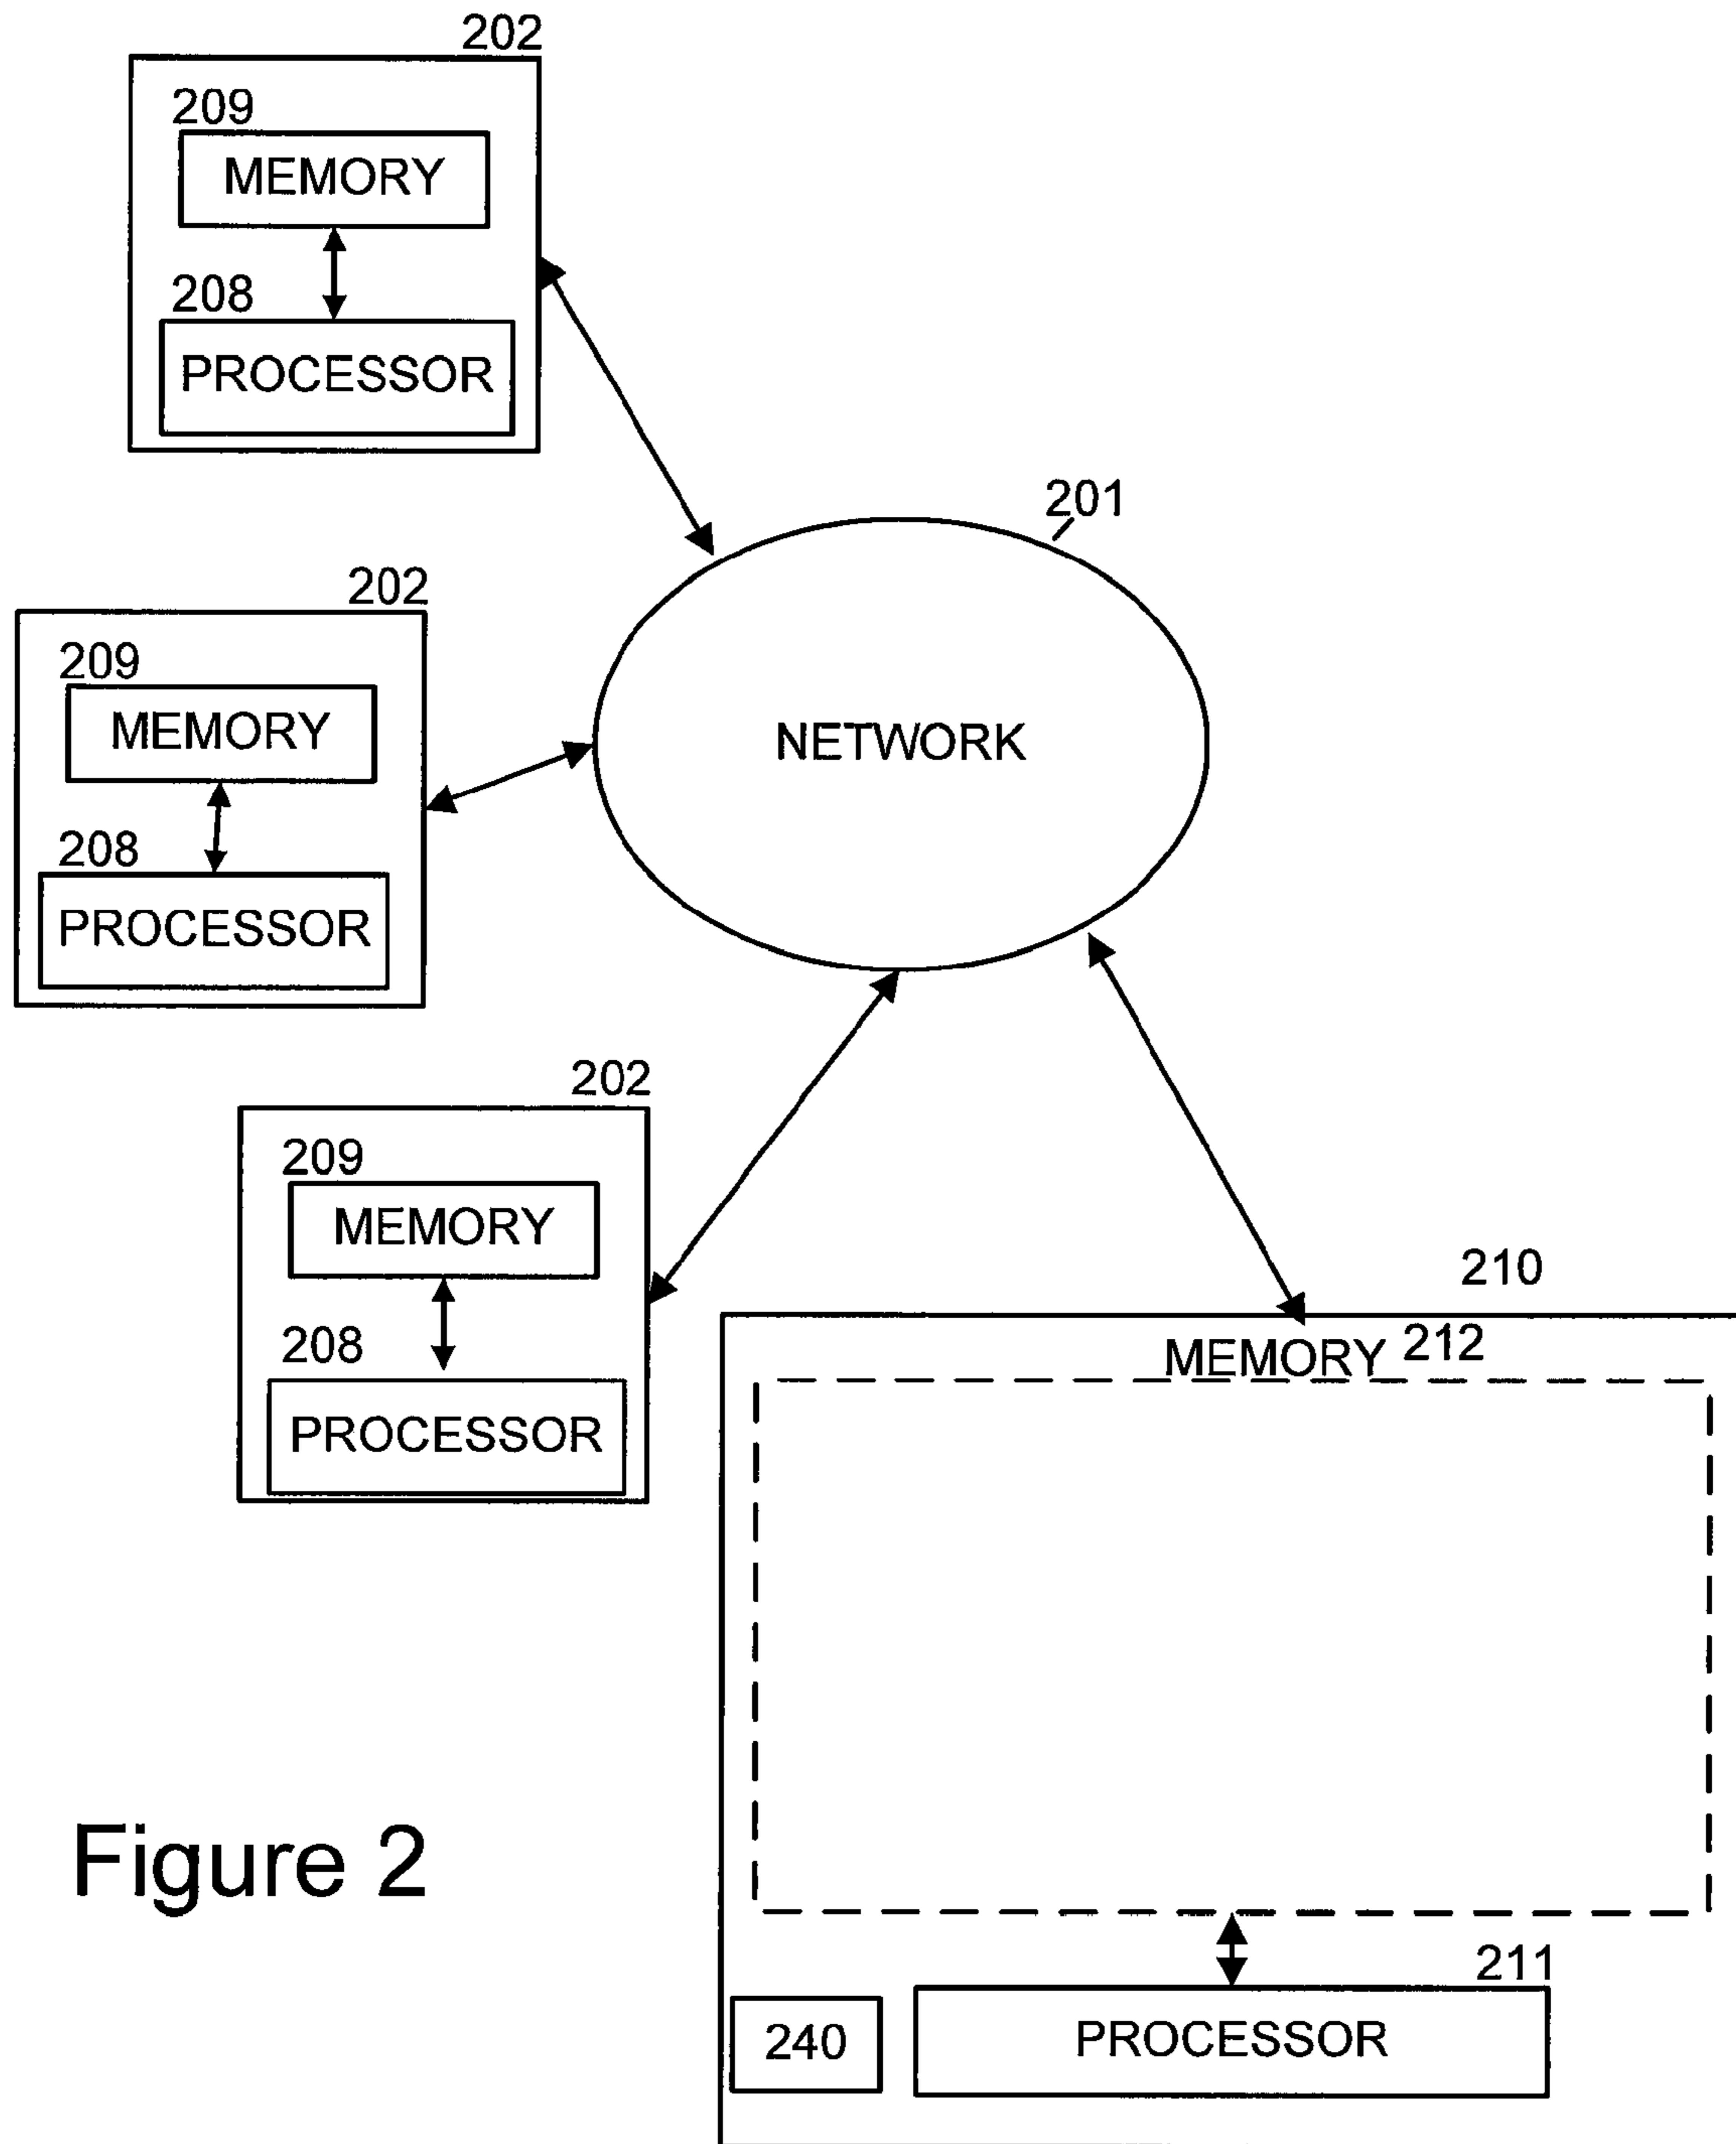 202
209
MEMORY
208
PROCESSOR
201
NETWORK
202
209
MEMORY
208
PROCESSOR
202
209
MEMORY
208
PROCESSOR
210
MEMORY 212
211
240
PROCESSOR
Figure 2